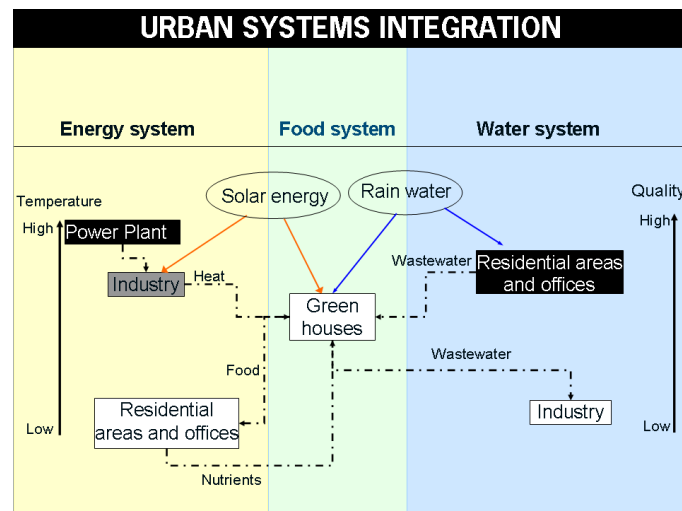 URBAN SYSTEMS INTEGRATION
Energy system
Food system
Water system
Solar energy
Rain water
Temperature
Quality
High
High
Power Plant
Wastewater
Residential areas
and offices
Industry
Heat
Green
houses
Wastewater
Food
Residential
areas and offices
Industry
Low
Low
Nutrients